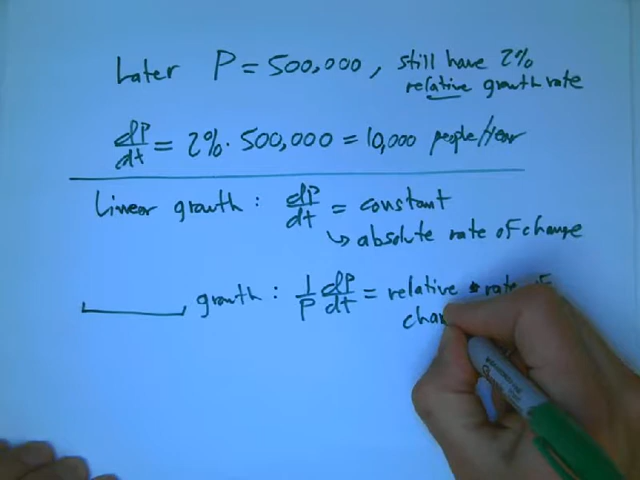 Later P = 500,000, still have 2%
relative growth rate
dP/dt = 2% · 500,000 = 10,000 people/year
Linear growth: dP/dt = constant
↳ absolute rate of change
growth: 1/P dP/dt = relative rate of
chan